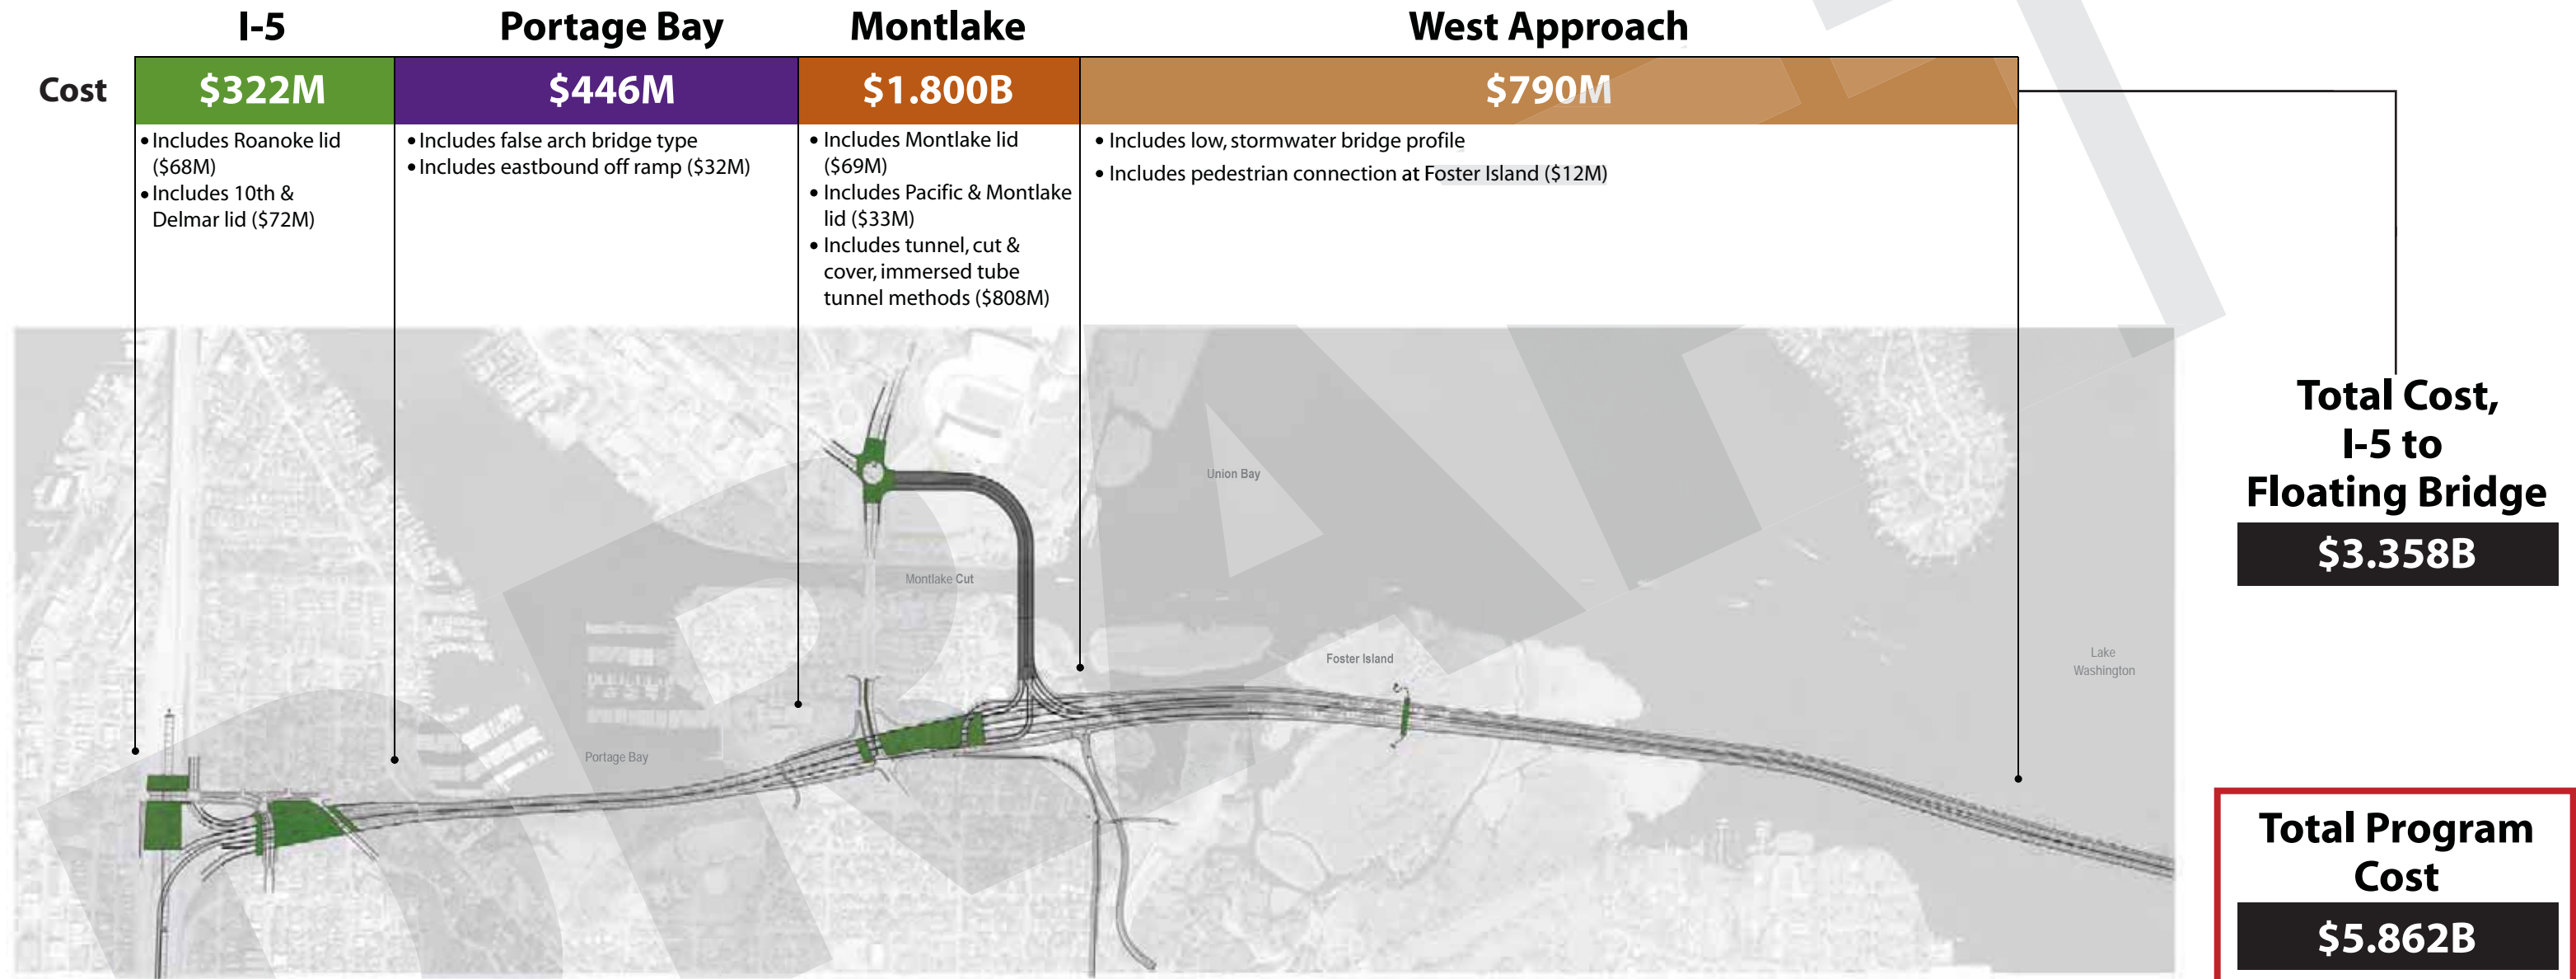 I-5
Portage Bay
Montlake
West Approach
Cost
$322M
$446M
$1.800B
$790M
• Includes Roanoke lid
($68M)
• Includes 10th &
Delmar lid ($72M)
• Includes false arch bridge type
• Includes eastbound off ramp ($32M)
• Includes Montlake lid
($69M)
• Includes Pacific & Montlake
lid ($33M)
• Includes tunnel, cut &
cover, immersed tube
tunnel methods ($808M)
• Includes low, stormwater bridge profile
• Includes pedestrian connection at Foster Island ($12M)
Total Cost,
I-5 to
Floating Bridge
$3.358B
Union Bay
Montlake Cut
Foster Island
Lake
Washington
Portage Bay
Total Program
Cost
$5.862B
DRAFT